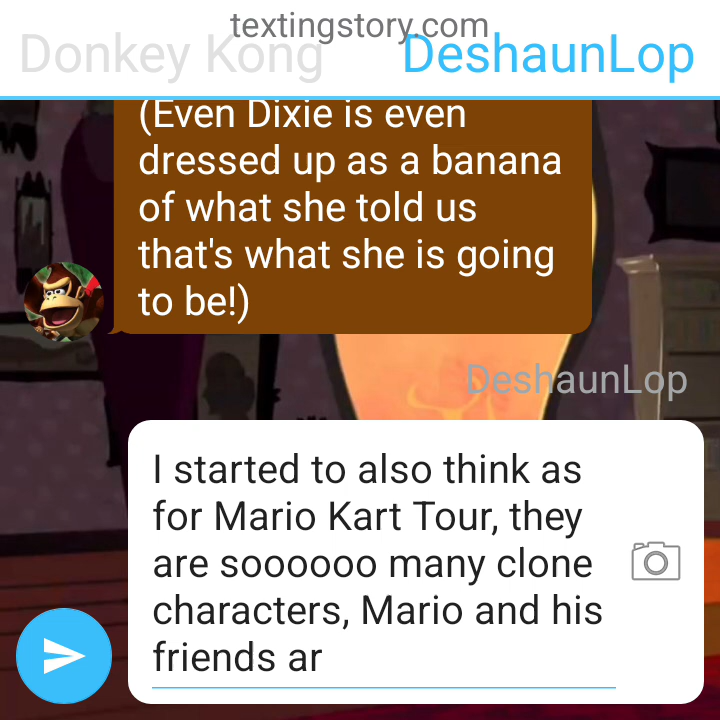 textingstory.com
Donkey Kong DeshaunLop
(Even Dixie is even
dressed up as a banana
of what she told us
that's what she is going
to be!)
DeshaunLop
I started to also think as
for Mario Kart Tour, they
are soooooo many clone
characters, Mario and his
friends ar